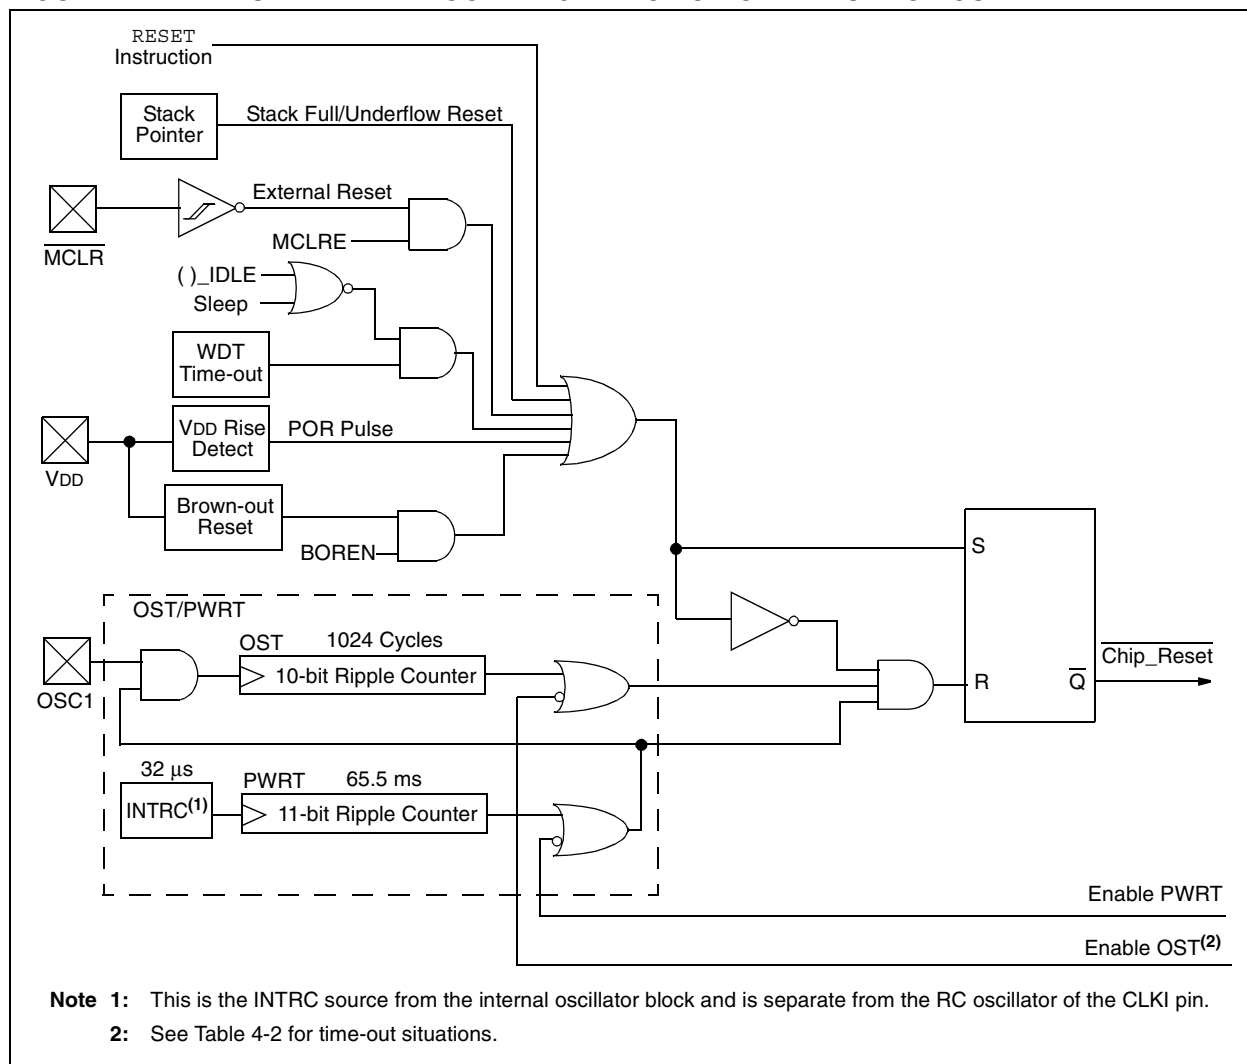 RESET
Instruction
Stack
Pointer
Stack Full/Underflow Reset
External Reset
MCLR
MCLRE
( )_IDLE
Sleep
WDT
Time-out
VDD Rise
Detect
POR Pulse
VDD
Brown-out
Reset
BOREN
S
OST/PWRT
OST 1024 Cycles
10-bit Ripple Counter
OSC1
Chip_Reset
R
Q
32 μs
INTRC(1)
PWRT 65.5 ms
11-bit Ripple Counter
Enable PWRT
Enable OST(2)
Note 1: This is the INTRC source from the internal oscillator block and is separate from the RC oscillator of the CLKI pin.
2: See Table 4-2 for time-out situations.